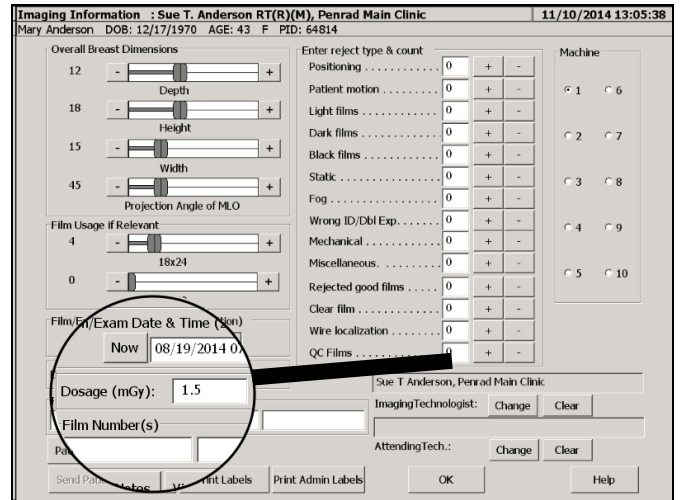 Imaging Information : Sue T. Anderson RT(R)(M), Penrad Main Clinic 11/10/2014 13:05:38
Mary Anderson DOB: 12/17/1970 AGE: 43 F PID: 64814
Overall Breast Dimensions
12 - +
Depth
18 - +
Height
15 - +
Width
45 - +
Projection Angle of MLO
Film Usage if Relevant
4 - +
18x24
0 - +
Enter reject type & count
Positioning . . . . . . . . . . . 0 + -
Patient motion . . . . . . . . . 0 + -
Light films . . . . . . . . . . . . 0 + -
Dark films . . . . . . . . . . . . 0 + -
Black films . . . . . . . . . . . . 0 + -
Static . . . . . . . . . . . . . . . 0 + -
Fog . . . . . . . . . . . . . . . . . 0 + -
Wrong ID/Dbl Exp. . . . . . . 0 + -
Mechanical . . . . . . . . . . . 0 + -
Miscellaneous. . . . . . . . . 0 + -
Rejected good films . . . . . 0 + -
Clear film . . . . . . . . . . . . 0 + -
Wire localization . . . . . . . . 0 + -
QC Films . . . . . . . . . . . . + -
Machine
1 6
2 7
3 8
4 9
5 10
Film/Exam Date & Time
Now 08/19/2014
Dosage (mGy): 1.5
Film Number(s)
Sue T Anderson, Penrad Main Clinic
ImagingTechnologist: Change Clear
AttendingTech.: Change Clear
Send Notes Print Labels Print Admin Labels OK Help